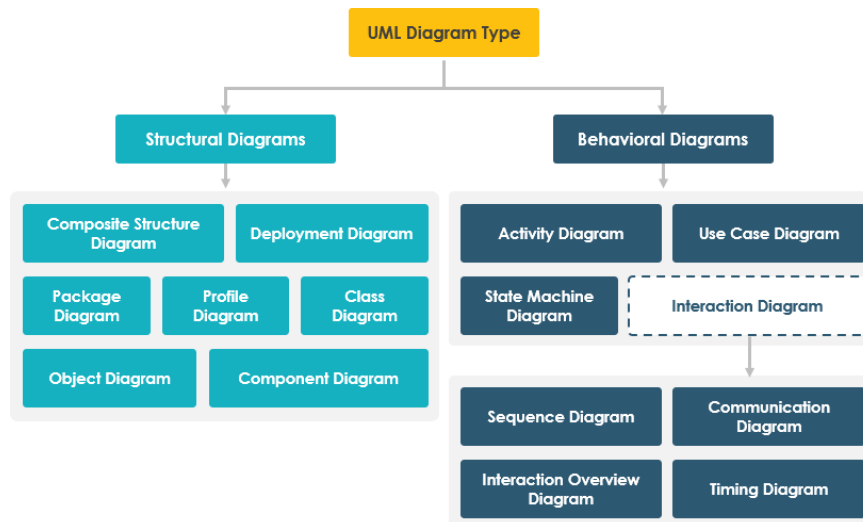 UML Diagram Type
Structural Diagrams
Behavioral Diagrams
Composite Structure
Diagram
Deployment Diagram
Package
Diagram
Profile
Diagram
Class
Diagram
Object Diagram
Component Diagram
Activity Diagram
Use Case Diagram
State Machine
Diagram
Interaction Diagram
Sequence Diagram
Communication
Diagram
Interaction Overview
Diagram
Timing Diagram